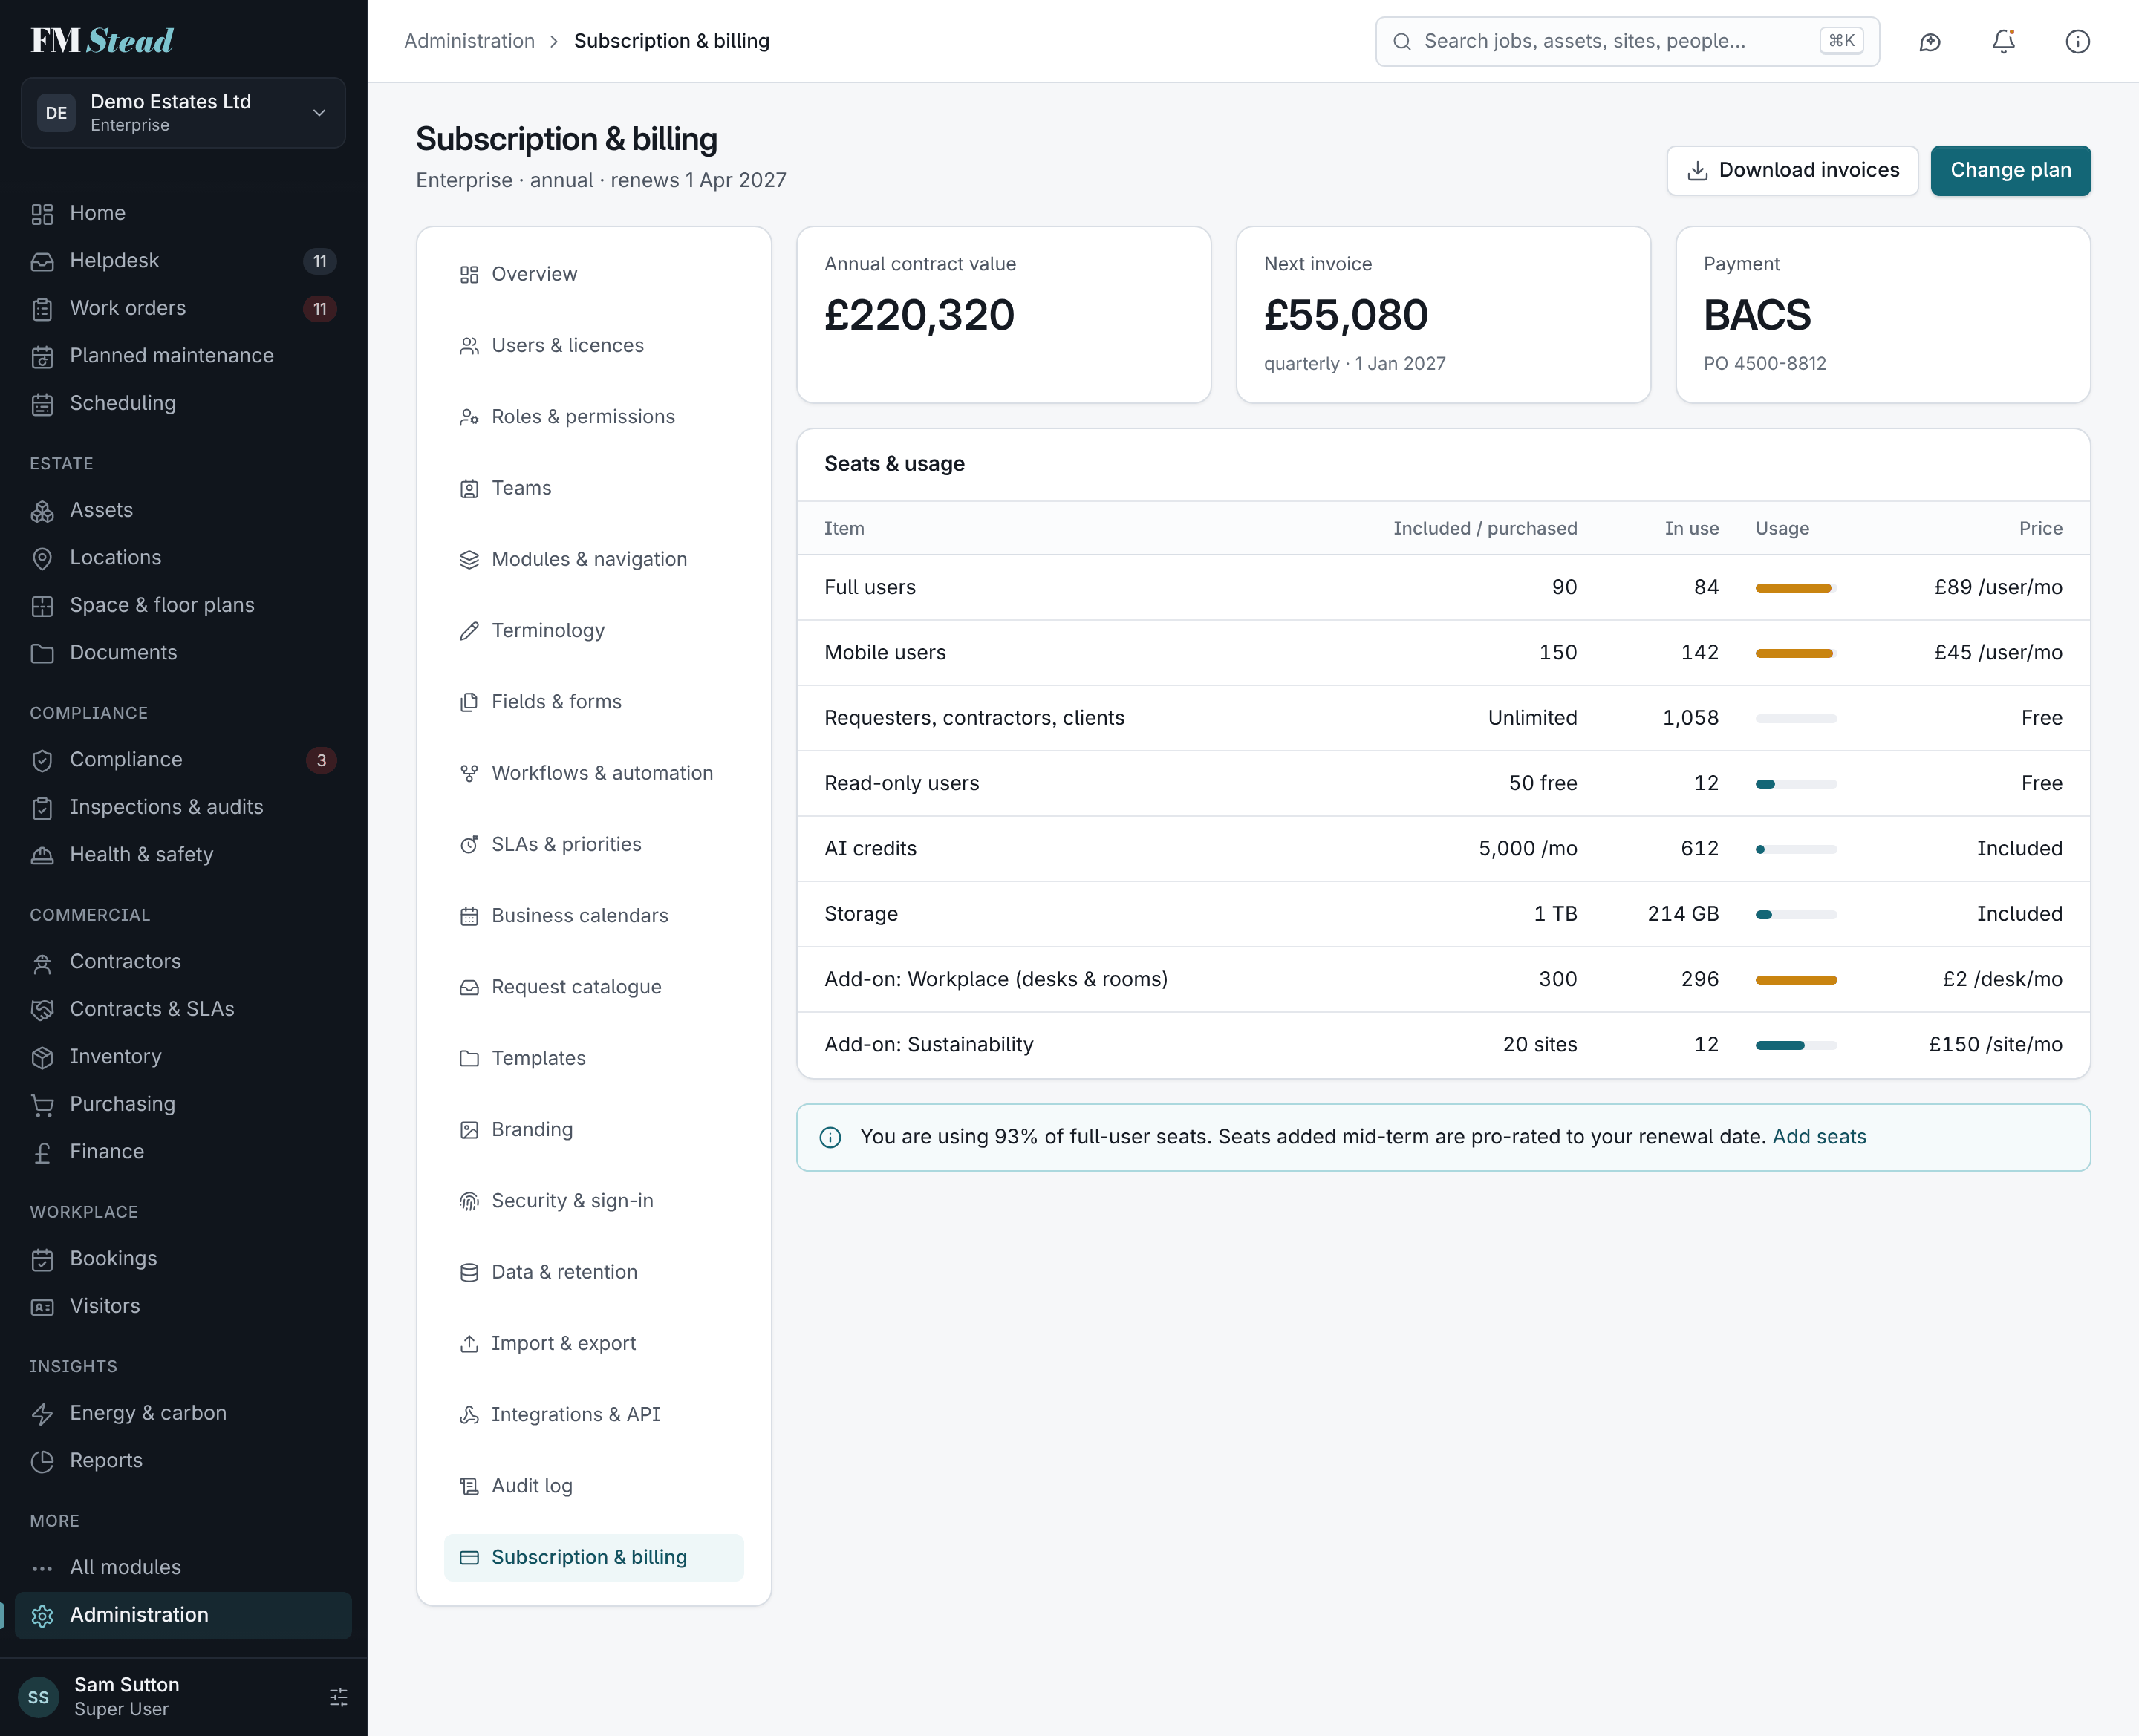 FM Stead
DE
Demo Estates Ltd
Enterprise
Home
Helpdesk 11
Work orders 11
Planned maintenance
Scheduling
ESTATE
Assets
Locations
Space & floor plans
Documents
COMPLIANCE
Compliance 3
Inspections & audits
Health & safety
COMMERCIAL
Contractors
Contracts & SLAs
Inventory
Purchasing
Finance
WORKPLACE
Bookings
Visitors
INSIGHTS
Energy & carbon
Reports
MORE
All modules
Administration
SS
Sam Sutton
Super User
Administration > Subscription & billing
Search jobs, assets, sites, people... ⌘K
Subscription & billing
Enterprise · annual · renews 1 Apr 2027
Download invoices
Change plan
Overview
Users & licences
Roles & permissions
Teams
Modules & navigation
Terminology
Fields & forms
Workflows & automation
SLAs & priorities
Business calendars
Request catalogue
Templates
Branding
Security & sign-in
Data & retention
Import & export
Integrations & API
Audit log
Subscription & billing
Annual contract value
£220,320
Next invoice
£55,080
quarterly · 1 Jan 2027
Payment
BACS
PO 4500-8812
Seats & usage
Item Included / purchased In use Usage Price
Full users 90 84 £89 /user/mo
Mobile users 150 142 £45 /user/mo
Requesters, contractors, clients Unlimited 1,058 Free
Read-only users 50 free 12 Free
AI credits 5,000 /mo 612 Included
Storage 1 TB 214 GB Included
Add-on: Workplace (desks & rooms) 300 296 £2 /desk/mo
Add-on: Sustainability 20 sites 12 £150 /site/mo
You are using 93% of full-user seats. Seats added mid-term are pro-rated to your renewal date. Add seats